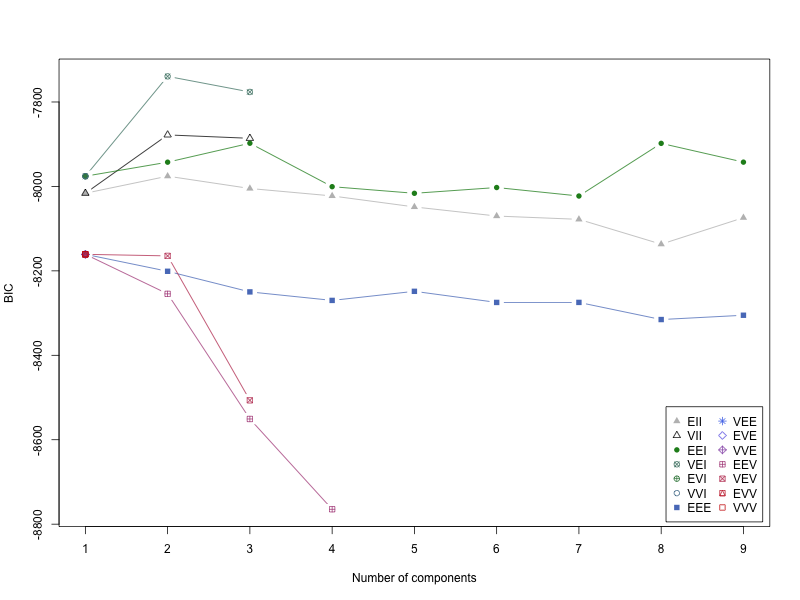 BIC
-7800
-8000
-8200
-8400
-8600
-8800
1 2 3 4 5 6 7 8 9
Number of components
EII VEE
VII EVE
EEI VVE
VEI EEV
EVI VEV
VVI EVV
EEE VVV